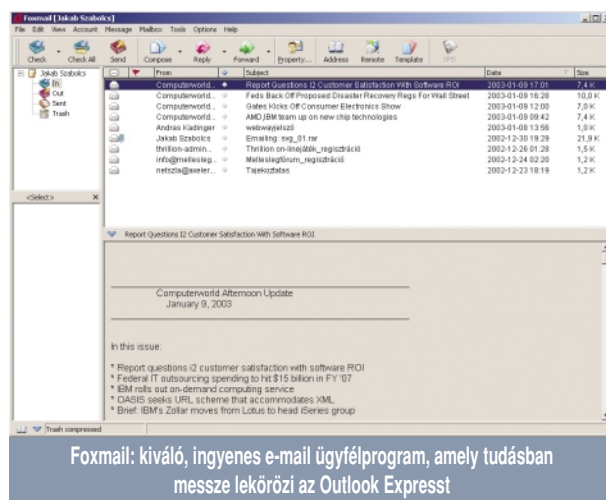 Foxmail [Jakab Szabolcs]
File Edit View Account Message Mailbox Tools Options Help
Check Check All Send Compose Reply Forward Property... Address Remote Template SMS
Jakab Szabolcs
In
Out
Sent
Trash
<Select> x
From Subject Date Size
Computerworld... Report Questions I2 Customer Satisfaction With Software ROI 2003-01-09 17:01 7,4 K
Computerworld... Feds Back Off Proposed Disaster Recovery Regs For Wall Street 2003-01-09 16:28 10,0 K
Computerworld... Gates Kicks Off Consumer Electronics Show 2003-01-09 12:00 7,0 K
Computerworld... AMD,IBM team up on new chip technologies 2003-01-09 09:42 7,4 K
Andras Kadinger webwayjelszó 2003-01-08 13:56 1,0 K
Jakab Szabolcs Emailing: svg_01.rar 2002-12-30 19:29 21,9 K
thrillion-admin... Thrillion on-linejáték_regisztráció 2002-12-26 01:28 1,5 K
info@mellesleg... Melleslegfórum_regisztráció 2002-12-24 02:20 1,2 K
netszla@axeler... Tajekoztatas 2002-12-23 18:19 1,2 K
Report Questions I2 Customer Satisfaction With Software ROI
Computerworld Afternoon Update
January 9, 2003
In this issue:
* Report questions i2 customer satisfaction with software ROI
* Federal IT outsourcing spending to hit $15 billion in FY '07
* IBM rolls out on-demand computing service
* OASIS seeks URL scheme that accommodates XML
* Brief: IBM's Zollar moves from Lotus to head iSeries group
Trash compressed
Foxmail: kiváló, ingyenes e-mail ügyfélprogram, amely tudásban
messze lekörözi az Outlook Expresst